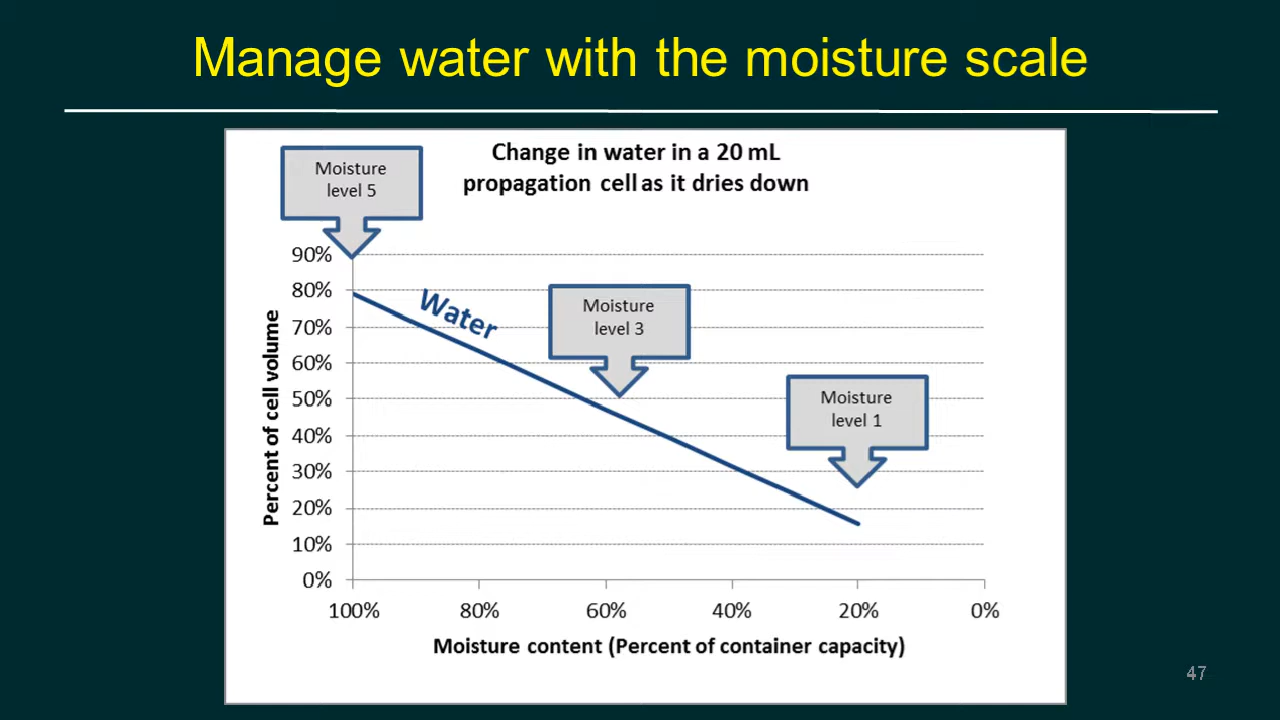 Manage water with the moisture scale
Change in water in a 20 mL
propagation cell as it dries down
Moisture
level 5
Moisture
level 3
Moisture
level 1
Water
Percent of cell volume
90%
80%
70%
60%
50%
40%
30%
20%
10%
0%
100% 80% 60% 40% 20% 0%
Moisture content (Percent of container capacity)
47